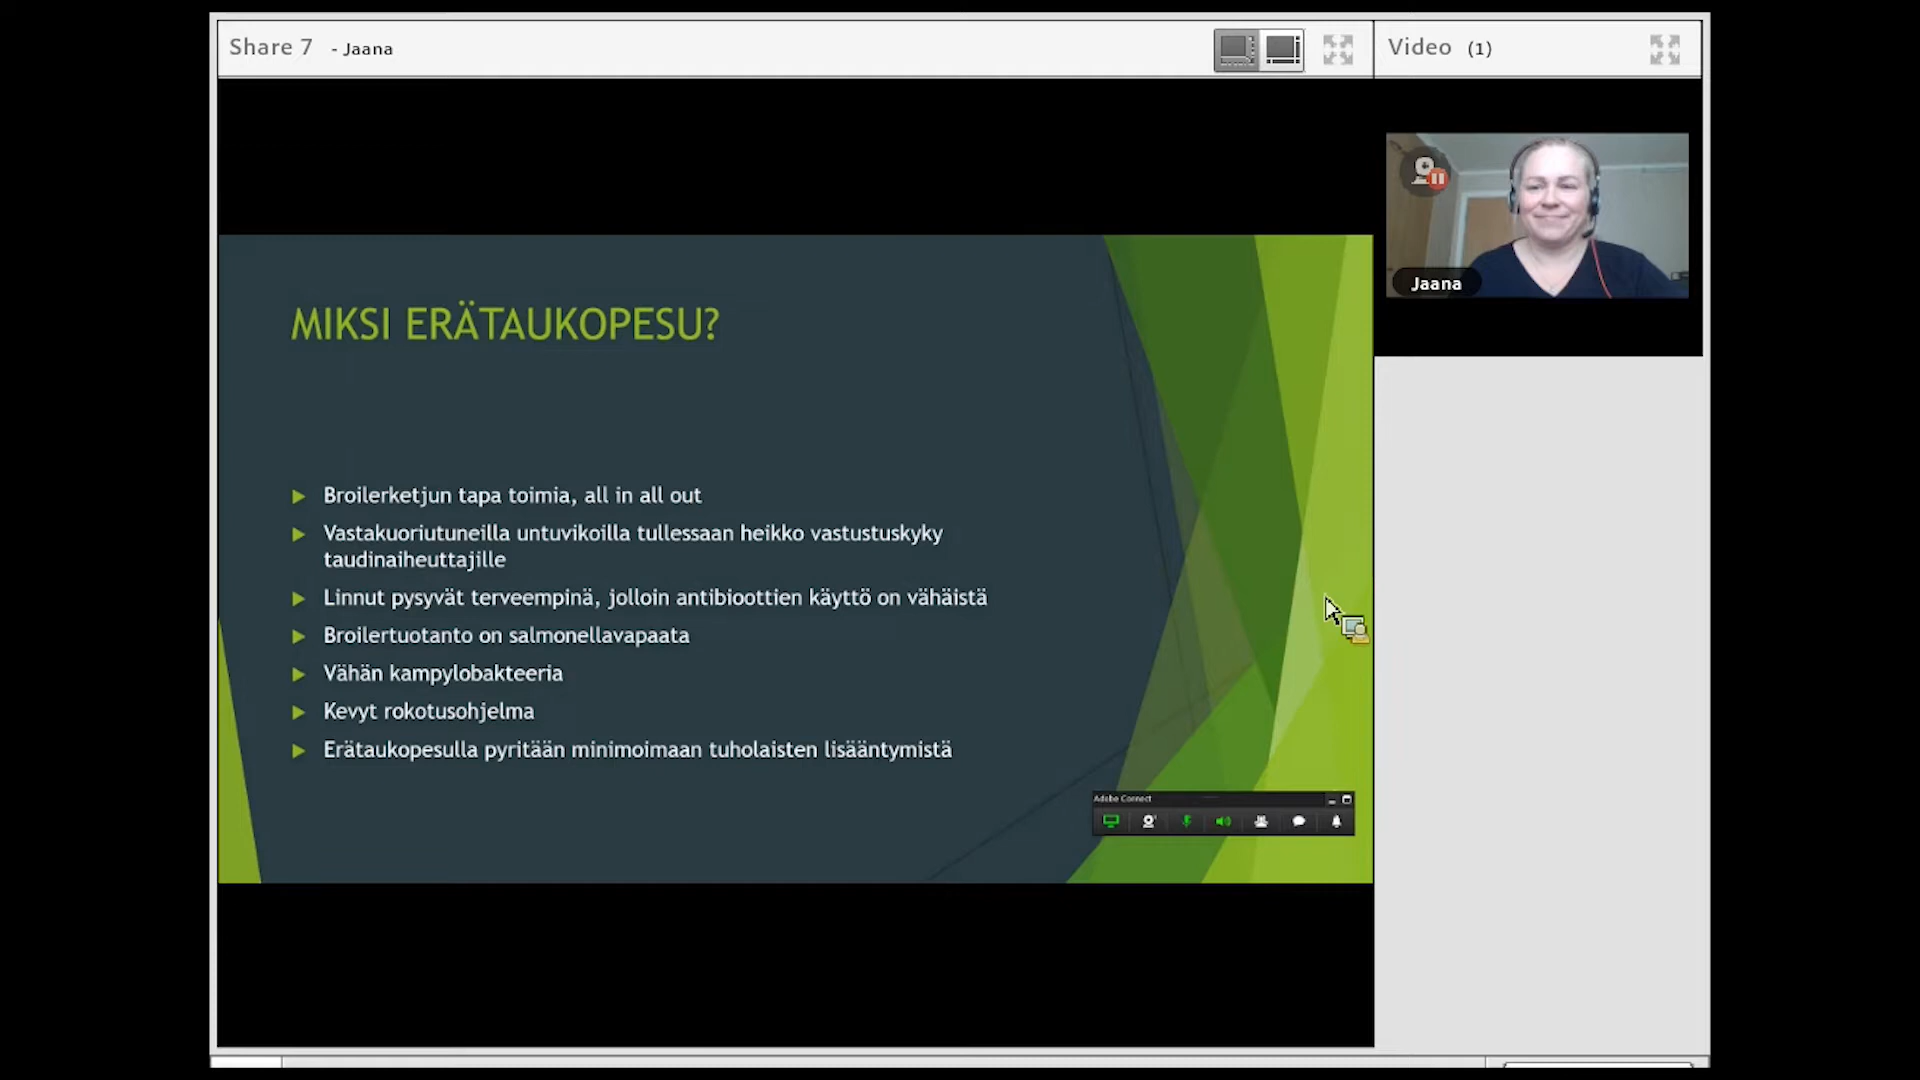 Share 7 - Jaana
Video (1)
Jaana
MIKSI ERÄTAUKOPESU?
Broilerketjun tapa toimia, all in all out
Vastakuoriutuneilla untuvikoilla tullessaan heikko vastustuskyky
taudinaiheuttajille
Linnut pysyvät terveempinä, jolloin antibioottien käyttö on vähäistä
Broilertuotanto on salmonellavapaata
Vähän kampylobakteeria
Kevyt rokotusohjelma
Erätaukopesulla pyritään minimoimaan tuholaisten lisääntymistä
Adobe Connect